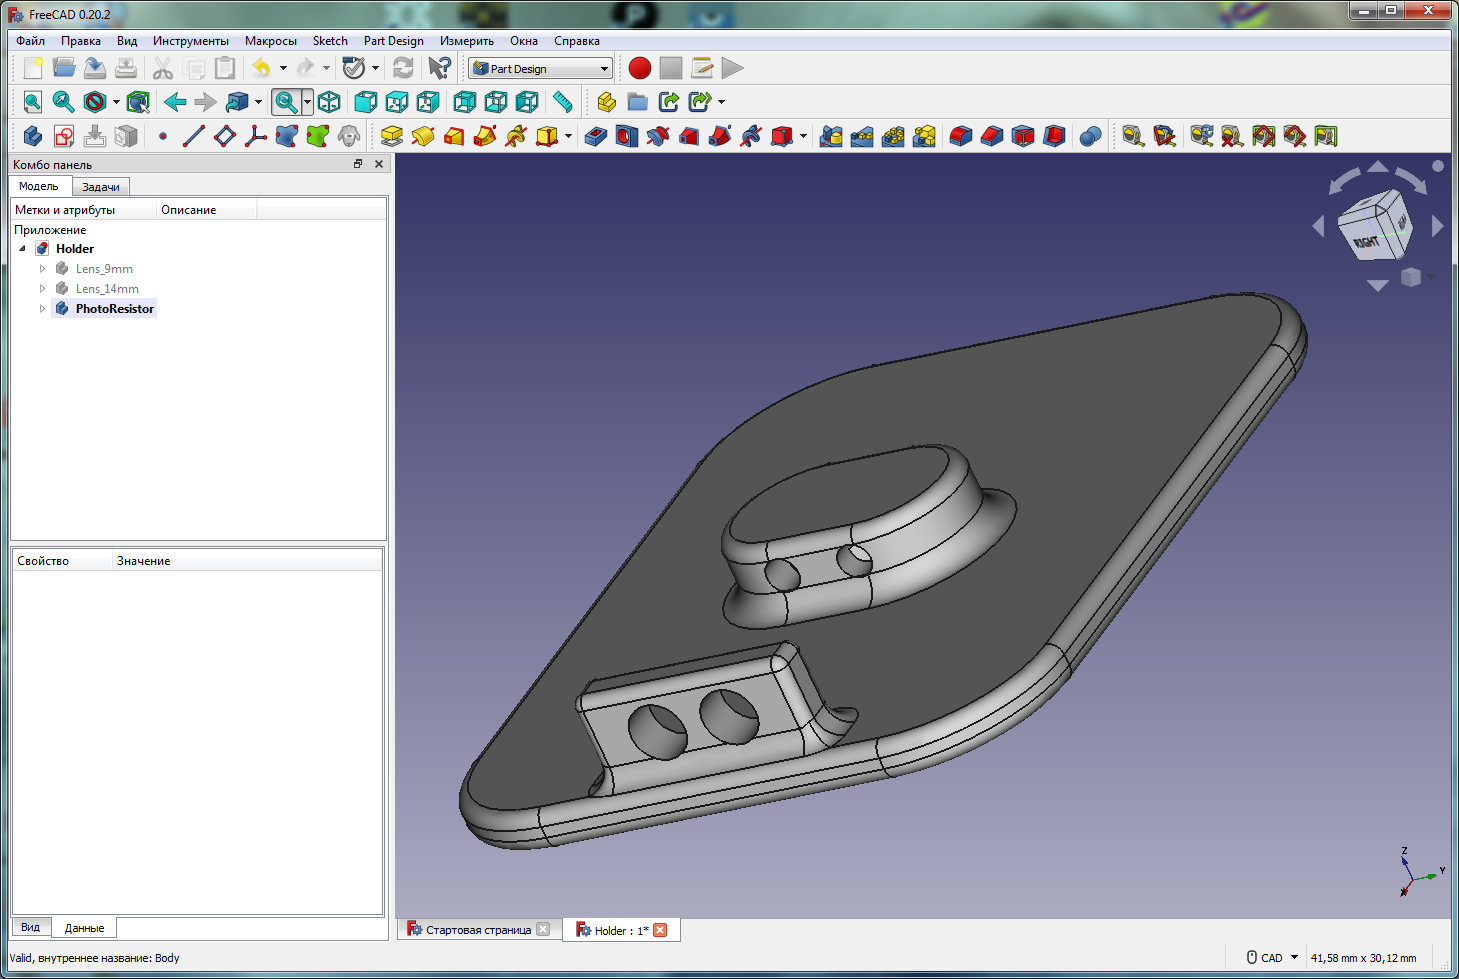 FreeCAD 0.20.2
Файл Правка Вид Инструменты Макросы Sketch Part Design Измерить Окна Справка
Part Design
Комбо панель
Модель Задачи
Метки и атрибуты Описание
Приложение
Holder
Lens_9mm
Lens_14mm
PhotoResistor
Свойство Значение
Вид Данные
RIGHT
Z
Y
X
Стартовая страница Holder : 1*
Valid, внутреннее название: Body
CAD 41,58 mm x 30,12 mm